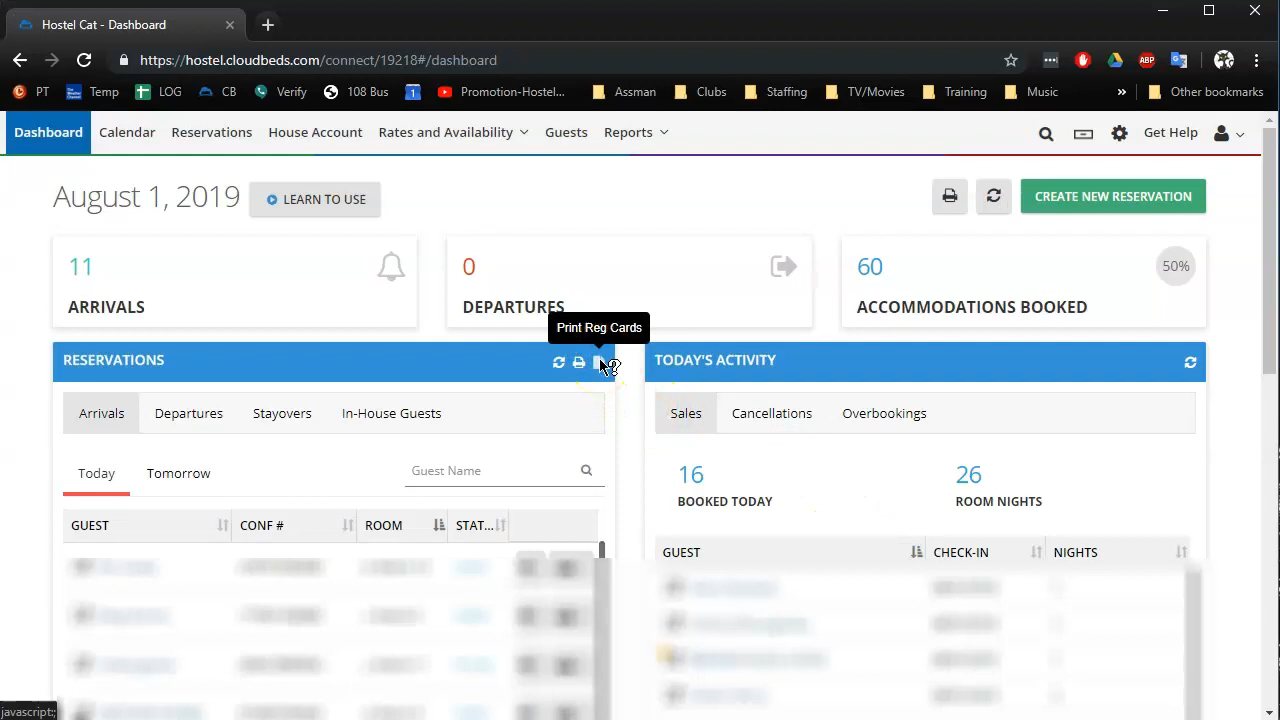 Hostel Cat - Dashboard
https://hostel.cloudbeds.com/connect/19218#/dashboard
PT Temp LOG CB Verify 108 Bus 1 Promotion-Hostel... Assman Clubs Staffing TV/Movies Training Music » Other bookmarks
Dashboard Calendar Reservations House Account Rates and Availability Guests Reports Get Help
August 1, 2019 LEARN TO USE CREATE NEW RESERVATION
11 0 60 50%
ARRIVALS DEPARTURES ACCOMMODATIONS BOOKED
Print Reg Cards
RESERVATIONS TODAY'S ACTIVITY
Arrivals Departures Stayovers In-House Guests Sales Cancellations Overbookings
Today Tomorrow Guest Name 16 26
BOOKED TODAY ROOM NIGHTS
GUEST CONF # ROOM STAT...
GUEST CHECK-IN NIGHTS
javascript:;